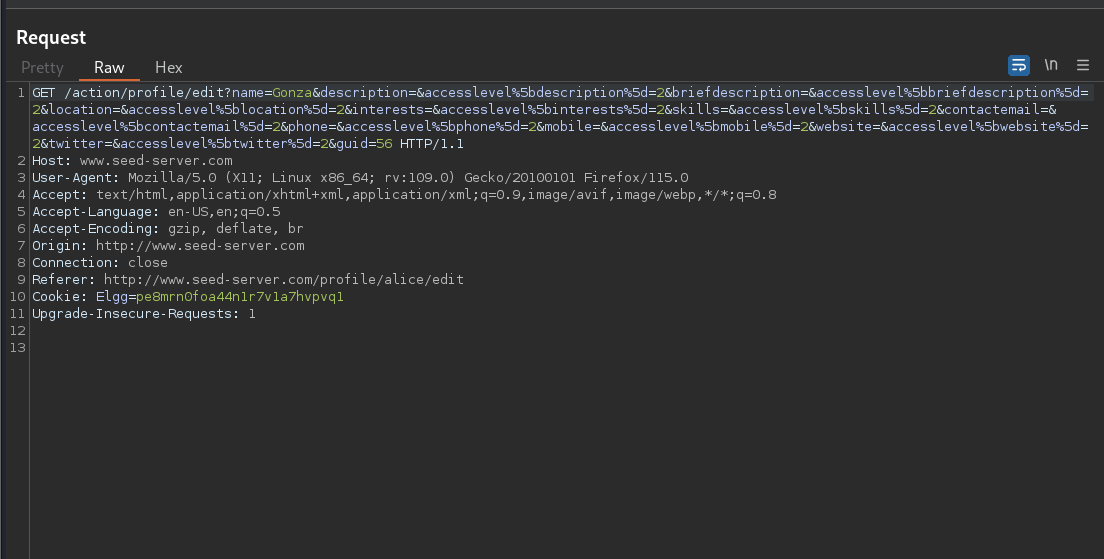 Request
Pretty Raw Hex
\n
1 GET /action/profile/edit?name=Gonza&description=&accesslevel%5bdescription%5d=2&briefdescription=&accesslevel%5bbriefdescription%5d=
2&location=&accesslevel%5blocation%5d=2&interests=&accesslevel%5binterests%5d=2&skills=&accesslevel%5bskills%5d=2&contactemail=&
accesslevel%5bcontactemail%5d=2&phone=&accesslevel%5bphone%5d=2&mobile=&accesslevel%5bmobile%5d=2&website=&accesslevel%5bwebsite%5d=
2&twitter=&accesslevel%5btwitter%5d=2&guid=56 HTTP/1.1
2 Host: www.seed-server.com
3 User-Agent: Mozilla/5.0 (X11; Linux x86_64; rv:109.0) Gecko/20100101 Firefox/115.0
4 Accept: text/html,application/xhtml+xml,application/xml;q=0.9,image/avif,image/webp,*/*;q=0.8
5 Accept-Language: en-US,en;q=0.5
6 Accept-Encoding: gzip, deflate, br
7 Origin: http://www.seed-server.com
8 Connection: close
9 Referer: http://www.seed-server.com/profile/alice/edit
10 Cookie: Elgg=pe8mrn0foa44n1r7v1a7hvpvq1
11 Upgrade-Insecure-Requests: 1
12
13